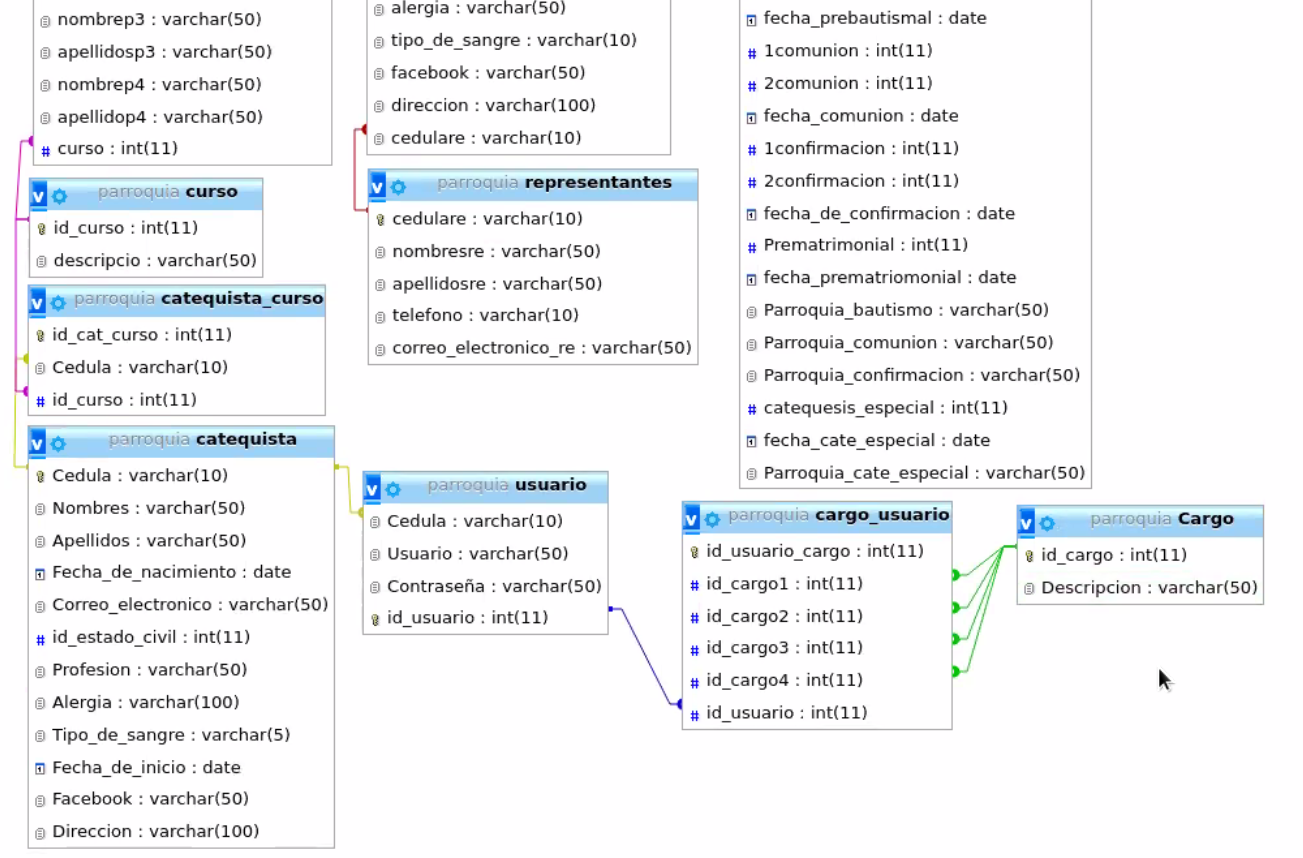 nombrep3 : varchar(50)
apellidosp3 : varchar(50)
nombrep4 : varchar(50)
apellidop4 : varchar(50)
# curso : int(11)
alergia : varchar(50)
tipo_de_sangre : varchar(10)
facebook : varchar(50)
direccion : varchar(100)
cedulare : varchar(10)
fecha_prebautismal : date
# 1comunion : int(11)
# 2comunion : int(11)
fecha_comunion : date
# 1confirmacion : int(11)
# 2confirmacion : int(11)
fecha_de_confirmacion : date
# Prematrimonial : int(11)
fecha_prematriomonial : date
Parroquia_bautismo : varchar(50)
Parroquia_comunion : varchar(50)
Parroquia_confirmacion : varchar(50)
# catequesis_especial : int(11)
fecha_cate_especial : date
Parroquia_cate_especial : varchar(50)
v parroquia curso
id_curso : int(11)
descripcio : varchar(50)
v parroquia representantes
cedulare : varchar(10)
nombresre : varchar(50)
apellidosre : varchar(50)
telefono : varchar(10)
correo_electronico_re : varchar(50)
v parroquia catequista_curso
id_cat_curso : int(11)
Cedula : varchar(10)
# id_curso : int(11)
v parroquia catequista
Cedula : varchar(10)
Nombres : varchar(50)
Apellidos : varchar(50)
Fecha_de_nacimiento : date
Correo_electronico : varchar(50)
# id_estado_civil : int(11)
Profesion : varchar(50)
Alergia : varchar(100)
Tipo_de_sangre : varchar(5)
Fecha_de_inicio : date
Facebook : varchar(50)
Direccion : varchar(100)
v parroquia usuario
Cedula : varchar(10)
Usuario : varchar(50)
Contraseña : varchar(50)
id_usuario : int(11)
v parroquia cargo_usuario
id_usuario_cargo : int(11)
# id_cargo1 : int(11)
# id_cargo2 : int(11)
# id_cargo3 : int(11)
# id_cargo4 : int(11)
# id_usuario : int(11)
v parroquia Cargo
id_cargo : int(11)
Descripcion : varchar(50)